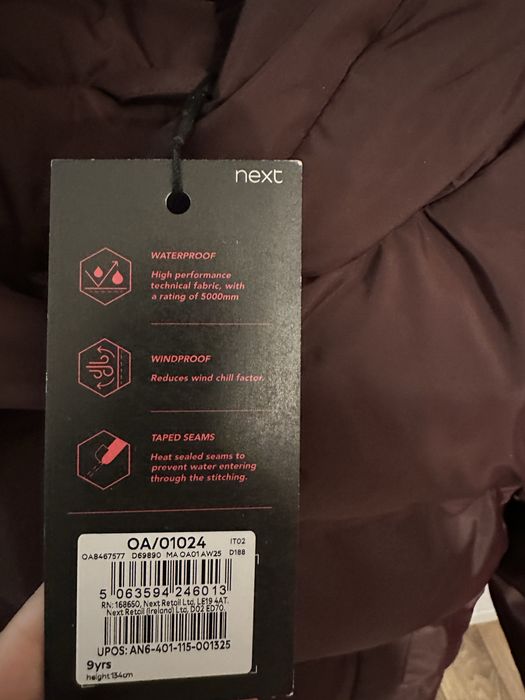 next
WATERPROOF
High performance
technical fabric, with
a rating of 5000mm
WINDPROOF
Reduces wind chill factor.
TAPED SEAMS
Heat sealed seams to
prevent water entering
through the stitching.
OA/01024 IT02
OA8467577 D69890 MA OA01 AW25 D188
5 063594 246013
RN: 168650, Next Retail Ltd, LE19 4AT.
Next Retail (Ireland) Ltd, D02 ED70.
UPOS: AN6-401-115-001325
9yrs
height 134cm